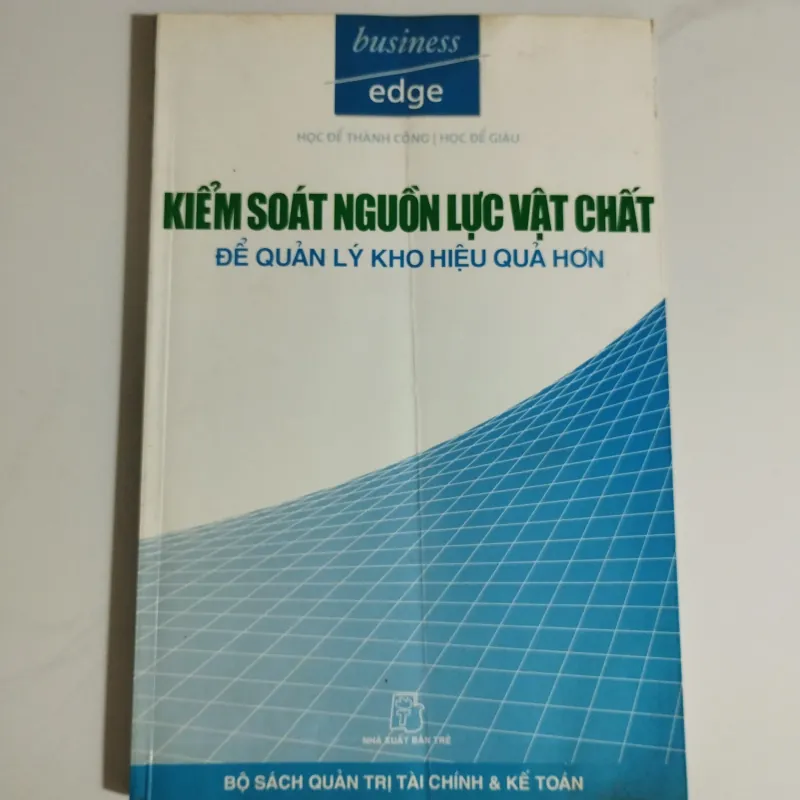 business
edge
HỌC ĐỂ THÀNH CÔNG | HỌC ĐỂ GIÀU
KIỂM SOÁT NGUỒN LỰC VẬT CHẤT
ĐỂ QUẢN LÝ KHO HIỆU QUẢ HƠN
NHÀ XUẤT BẢN TRẺ
BỘ SÁCH QUẢN TRỊ TÀI CHÍNH & KẾ TOÁN